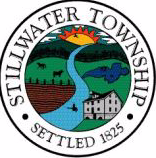 STILLWATER TOWNSHIP
• SETTLED 1825 •